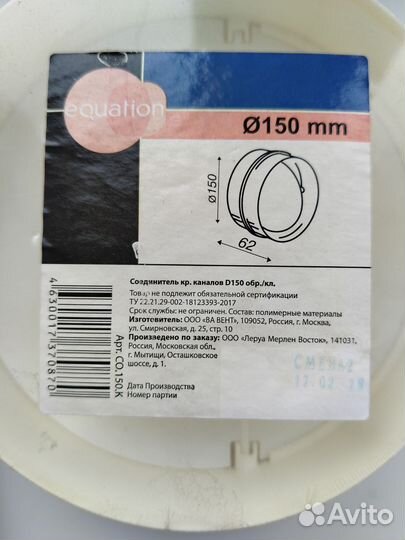 equation
Ø150 mm
Ø150
62
Соединитель кр. каналов D150 обр./кл.
Товар не подлежит обязательной сертификации
ТУ 22.21.29-002-18123393-2017
Срок службы: не ограничен. Состав: полимерные материалы
Изготовитель: ООО «ВА ВЕНТ», 109052, Россия, г. Москва,
ул. Смирновская, д. 25, стр. 10
Произведено по заказу: ООО «Леруа Мерлен Восток», 141031,
Россия, Московская обл.,
г. Мытищи, Осташковское
шоссе, д. 1.
Дата Производства
Номер партии
СМЕНА2
17.02.19
Арт. СО.150.К
4630017370870
Avito